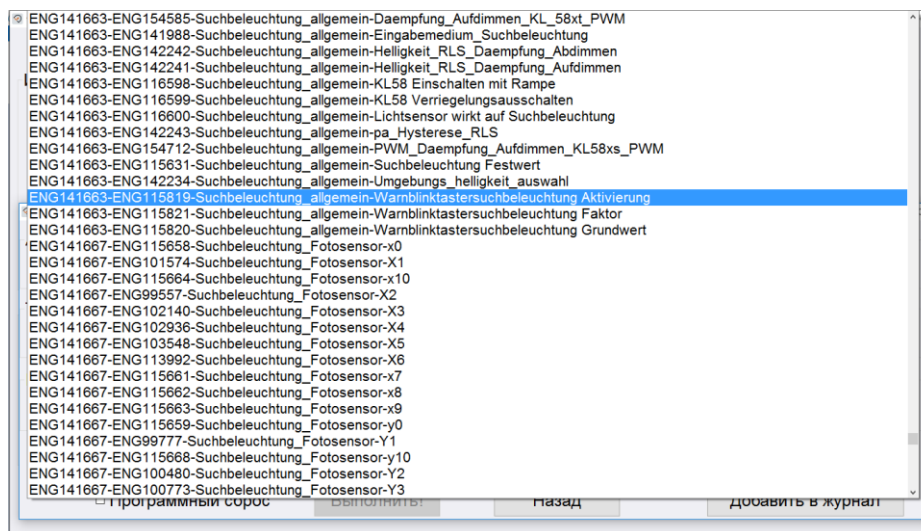 ENG141663-ENG154585-Suchbeleuchtung_allgemein-Daempfung_Aufdimmen_KL_58xt_PWM
ENG141663-ENG141988-Suchbeleuchtung_allgemein-Eingabemedium_Suchbeleuchtung
ENG141663-ENG142242-Suchbeleuchtung_allgemein-Helligkeit_RLS_Daempfung_Abdimmen
ENG141663-ENG142241-Suchbeleuchtung_allgemein-Helligkeit_RLS_Daempfung_Aufdimmen
ENG141663-ENG116598-Suchbeleuchtung_allgemein-KL58 Einschalten mit Rampe
ENG141663-ENG116599-Suchbeleuchtung_allgemein-KL58 Verriegelungsausschalten
ENG141663-ENG116600-Suchbeleuchtung_allgemein-Lichtsensor wirkt auf Suchbeleuchtung
ENG141663-ENG142243-Suchbeleuchtung_allgemein-pa_Hysterese_RLS
ENG141663-ENG154712-Suchbeleuchtung_allgemein-PWM_Daempfung_Aufdimmen_KL58xs_PWM
ENG141663-ENG115631-Suchbeleuchtung_allgemein-Suchbeleuchtung Festwert
ENG141663-ENG142234-Suchbeleuchtung_allgemein-Umgebungs_helligkeit_auswahl
ENG141663-ENG115819-Suchbeleuchtung_allgemein-Warnblinktastersuchbeleuchtung Aktivierung
ENG141663-ENG115821-Suchbeleuchtung_allgemein-Warnblinktastersuchbeleuchtung Faktor
ENG141663-ENG115820-Suchbeleuchtung_allgemein-Warnblinktastersuchbeleuchtung Grundwert
ENG141667-ENG115658-Suchbeleuchtung_Fotosensor-x0
ENG141667-ENG101574-Suchbeleuchtung_Fotosensor-X1
ENG141667-ENG115664-Suchbeleuchtung_Fotosensor-x10
ENG141667-ENG99557-Suchbeleuchtung_Fotosensor-X2
ENG141667-ENG102140-Suchbeleuchtung_Fotosensor-X3
ENG141667-ENG102936-Suchbeleuchtung_Fotosensor-X4
ENG141667-ENG103548-Suchbeleuchtung_Fotosensor-X5
ENG141667-ENG113992-Suchbeleuchtung_Fotosensor-X6
ENG141667-ENG115661-Suchbeleuchtung_Fotosensor-x7
ENG141667-ENG115662-Suchbeleuchtung_Fotosensor-x8
ENG141667-ENG115663-Suchbeleuchtung_Fotosensor-x9
ENG141667-ENG115659-Suchbeleuchtung_Fotosensor-y0
ENG141667-ENG99777-Suchbeleuchtung_Fotosensor-Y1
ENG141667-ENG115668-Suchbeleuchtung_Fotosensor-y10
ENG141667-ENG100480-Suchbeleuchtung_Fotosensor-Y2
ENG141667-ENG100773-Suchbeleuchtung_Fotosensor-Y3
Программный сброс Выполнить! Назад Добавить в журнал